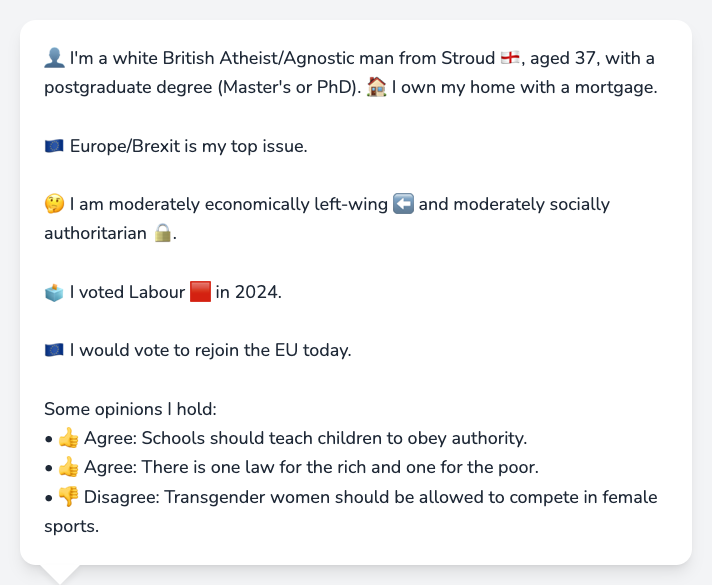 👤 I'm a white British Atheist/Agnostic man from Stroud 🏴󠁧󠁢󠁥󠁮󠁧󠁿, aged 37, with a
postgraduate degree (Master's or PhD). 🏠 I own my home with a mortgage.
🇪🇺 Europe/Brexit is my top issue.
🤔 I am moderately economically left-wing ⬅️ and moderately socially
authoritarian 🔒.
🗳️ I voted Labour 🟥 in 2024.
🇪🇺 I would vote to rejoin the EU today.
Some opinions I hold:
• 👍 Agree: Schools should teach children to obey authority.
• 👍 Agree: There is one law for the rich and one for the poor.
• 👎 Disagree: Transgender women should be allowed to compete in female
sports.